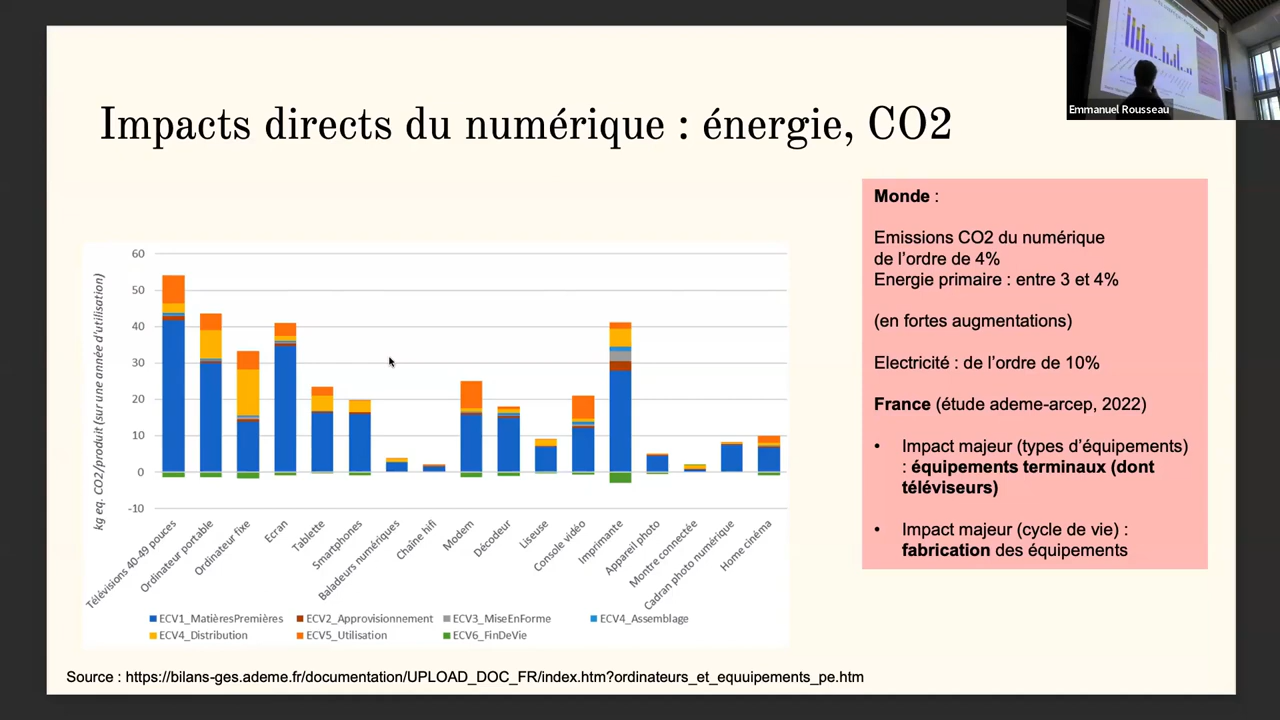 Impacts directs du numérique : énergie, CO2
Emmanuel Rousseau
Monde :
Emissions CO2 du numérique
de l'ordre de 4%
Energie primaire : entre 3 et 4%
(en fortes augmentations)
Electricité : de l'ordre de 10%
France (étude ademe-arcep, 2022)
• Impact majeur (types d'équipements)
: équipements terminaux (dont
téléviseurs)
• Impact majeur (cycle de vie) :
fabrication des équipements
kg eq. CO2/produit (sur une année d'utilisation)
60
50
40
30
20
10
0
-10
Télévisions 40-49 pouces
Ordinateur portable
Ordinateur fixe
Ecran
Tablette
Smartphones
Baladeurs numériques
Chaîne hifi
Modem
Décodeur
Liseuse
Console vidéo
Imprimante
Appareil photo
Montre connectée
Cadran photo numérique
Home cinéma
ECV1_MatièresPremières
ECV2_Approvisionnement
ECV3_MiseEnForme
ECV4_Assemblage
ECV4_Distribution
ECV5_Utilisation
ECV6_FinDeVie
Source : https://bilans-ges.ademe.fr/documentation/UPLOAD_DOC_FR/index.htm?ordinateurs_et_equuipements_pe.htm